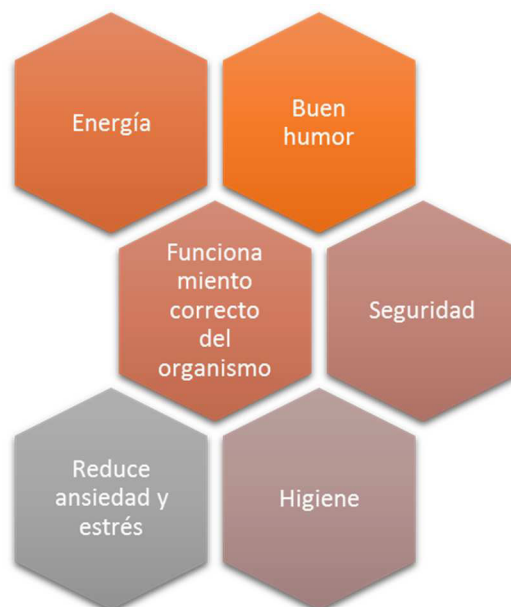 Energía
Buen
humor
Funciona
miento
correcto
del
organismo
Seguridad
Reduce
ansiedad y
estrés
Higiene